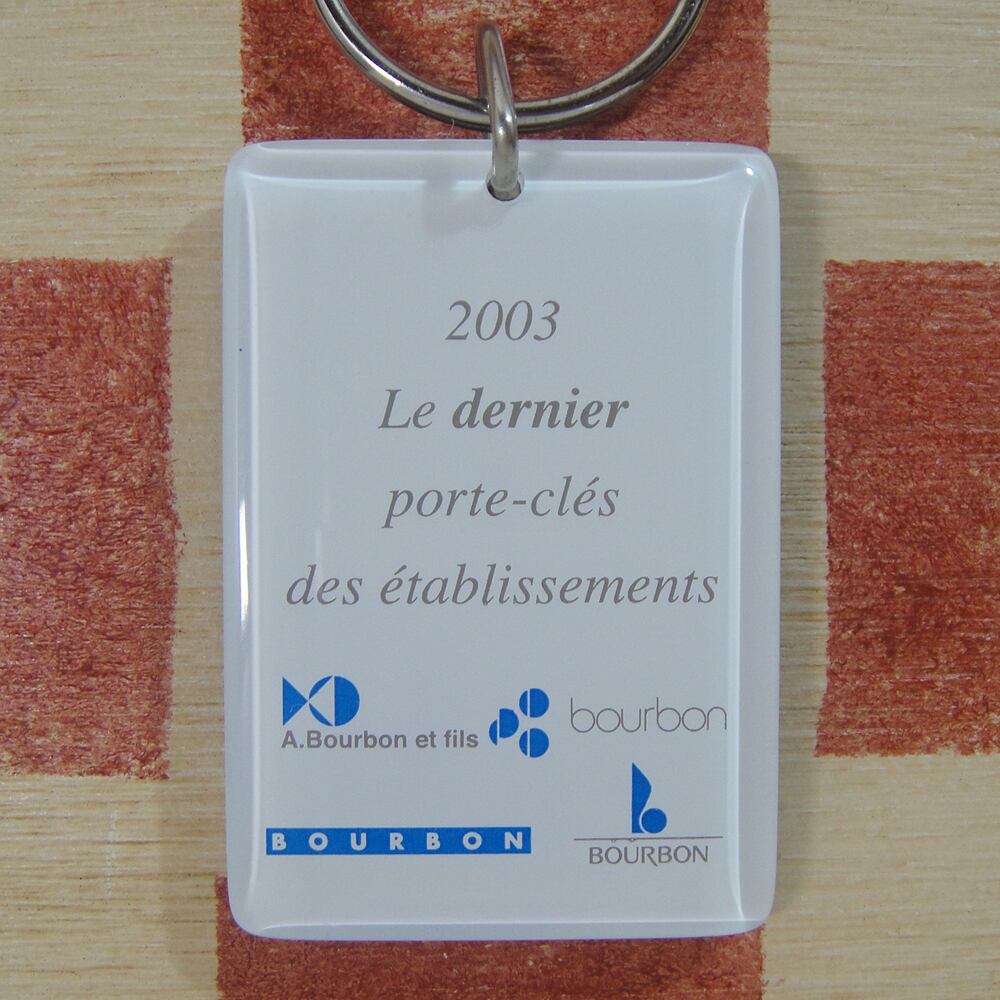 2003
Le dernier
porte-clés
des établissements
A.Bourbon et fils
bourbon
BOURBON
BOURBON